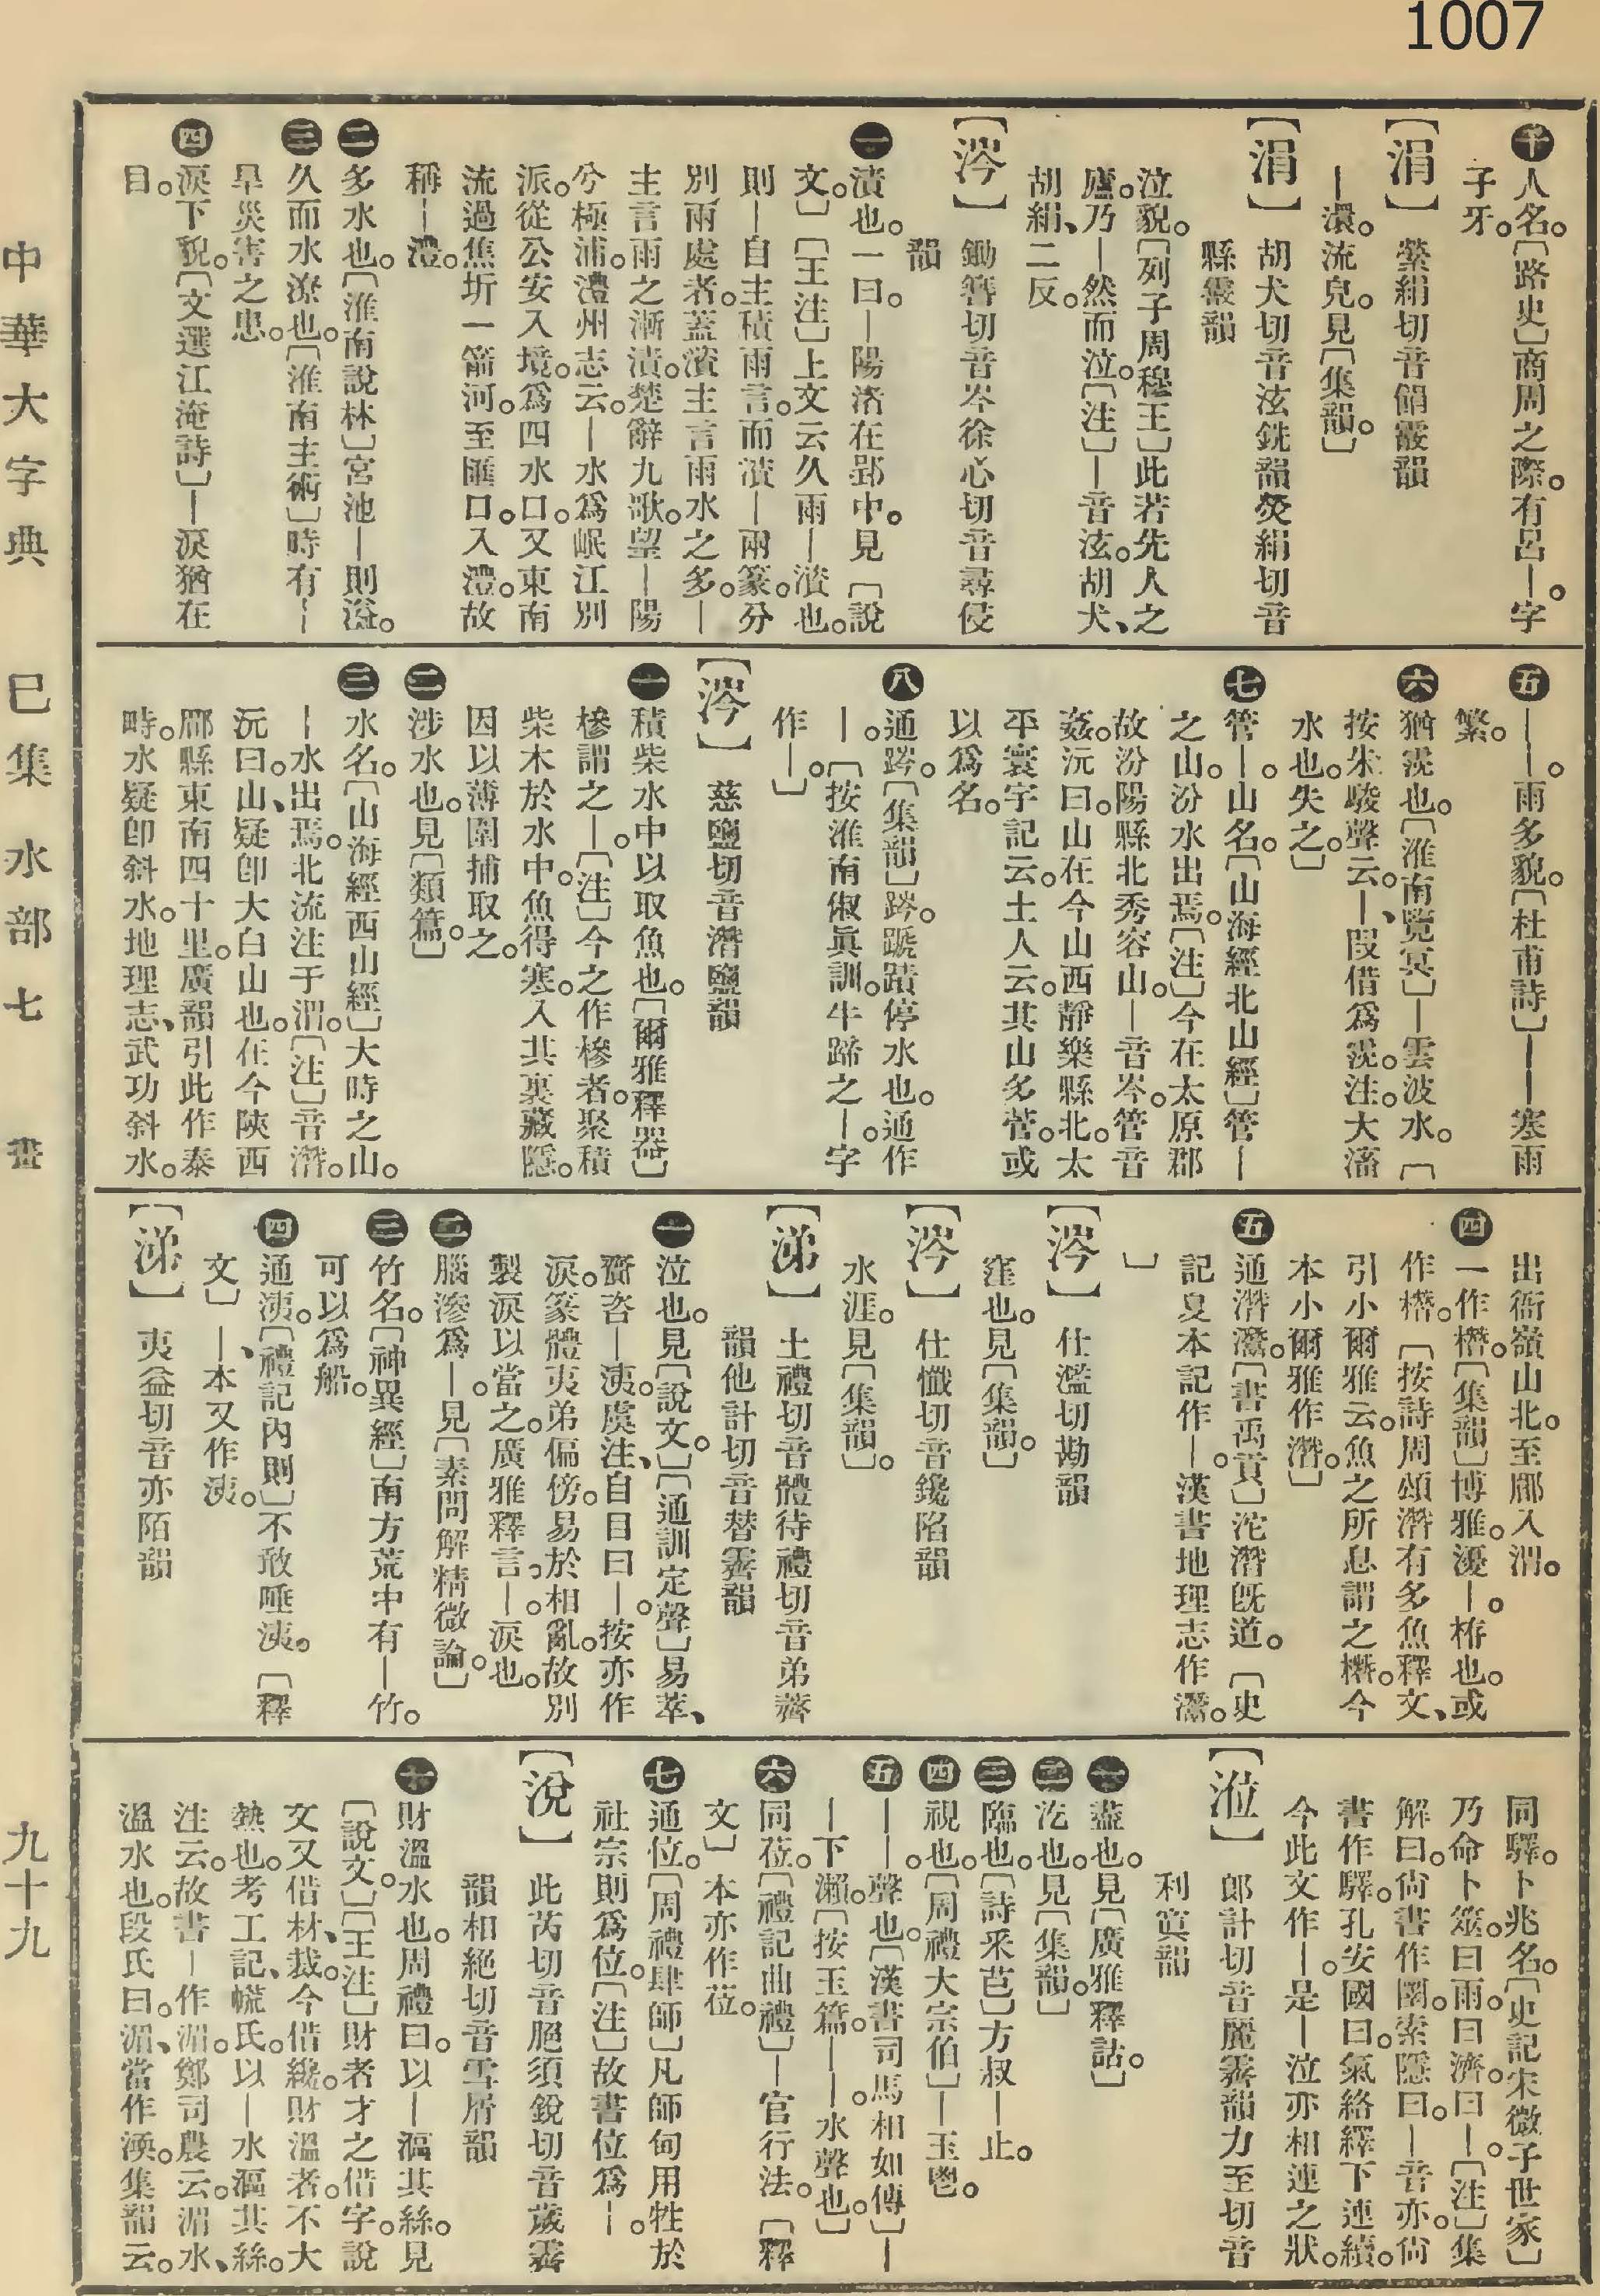 1007
㊉人名。〔路史〕商周之際。有呂｜。字
子牙。
【涓】　縈絹切音䬼霰韻
｜澴。流皃。見〔集韻。〕
【涓】　胡犬切音泫銑韻熒絹切音
縣霰韻
泣貌。〔列子周穆王〕此若先人之
廬。乃｜然而泣。〔注〕｜音泫。胡犬、
胡絹、二反。
【涔】　鋤簪切音岑徐心切音尋侵
韻
㊀漬也。一曰。｜陽渚在郢中。見〔說
文。〕〔王注〕上文云久雨｜漬也。
則｜自主積雨言。而漬｜兩篆。分
別兩處者。蓋漬主言雨水之多。｜
主言雨之漸漬。楚辭九歌。望｜陽
兮極浦。澧州志云。｜水爲岷江別
派。從公安入境。爲四水口。又東南
流過焦圻一箭河。至匯口。入澧。故
稱｜澧。
㊁多水也。〔淮南說林〕宮池｜則溢。
㊂久而水潦也。〔淮南主術〕時有｜
旱災害之患。
㊃淚下貌。〔文選江淹詩〕｜淚猶在
目。
㊄｜｜。雨多貌。〔杜甫詩〕｜｜塞雨
繁。
㊅猶涗也。〔淮南覽冥〕｜雲波水。〔
按朱駿聲云。｜、叚借爲涗。注。大滀
水也。失之。〕
㊆管｜。山名。〔山海經北山經〕管｜
之山。汾水出焉。〔注〕今在太原郡
故汾陽縣北秀容山。｜音岑。管音
姦。沅曰。山在今山西靜樂縣北。太
平寰宇記云。土人云。其山多菅。或
以爲名。
㊇通䟴。〔集韻〕䟴。蹏蹟停水也。通作
｜。〔按淮南俶眞訓。牛蹄之｜。字
作｜。〕
【涔】　慈鹽切音潛鹽韻
㊀積柴水中以取魚也。〔爾雅釋器〕
椮謂之｜。〔注〕今之作椮者。聚積
柴木於水中。魚得寒。入其裏藏隱。
因以薄圍捕取之。
㊁涉水也。見〔類篇。〕
㊂水名。〔山海經西山經〕大時之山。
｜水出焉。北流注于渭。〔注〕音潛。
沅曰。山、疑卽大白山也。在今陝西
郿縣東南四十里。廣韻引此作秦
畤。水疑卽斜水。地理志、武功斜水。
出衙嶺山北。至郿入渭。
㊃一作橬。〔集韻〕博雅。㴱｜。栫也。或
作橬。〔按詩周頌潛有多魚釋文、
引小爾雅云。魚之所息謂之橬。今
本小爾雅作潛。〕
㊄通潛灊。〔書禹貢〕沱潛旣道。〔史
記夏本記作｜。漢書地理志作灊。
〕
【涔】　仕濫切勘韻
窪也。見〔集韻。〕
【涔】　仕懺切音鑱陷韻
水涯。見〔集韻〕。
【涕】　土禮切音體待禮切音弟薺
韻他計切音替霽韻
㊀泣也。見〔說文。〕〔通訓定聲〕易萃、
齎咨｜洟。虞注、自目曰｜。按亦作
淚。篆體夷弟偏傍。易於相亂。故別
製淚以當之。廣雅釋言。｜。淚也。
㊁腦滲爲｜。見〔素問解精微論。〕
㊂竹名。〔神異經〕南方荒中有｜竹。
可以爲船。
㊃通洟。〔禮記內則〕不敢唾洟。〔釋
文〕｜、本又作洟。
【涕】　夷益切音亦陌韻
同驛。卜兆名。〔史記宋微子世家〕
乃命卜筮。曰雨。曰濟。曰｜。〔注〕集
解曰。尙書作圛。索隱曰。｜音亦。尙
書作驛。孔安國曰。氣絡繹下連續。
今此文作｜。是｜泣亦相連之狀。
【涖】　郎計切音麗霽韻力至切音
利寘韻
㊀蓋也。見〔廣雅釋詁。〕
㊁汔也。見〔集韻。〕
㊂臨也。〔詩采芑〕方叔｜止。
㊃視也。〔周禮大宗伯〕｜玉鬯。
㊄｜｜。聲也。〔漢書司馬相如傳〕｜
｜下瀨。〔按玉篇。｜｜。水聲也。〕
㊅同莅。〔禮記曲禮〕｜官行法。〔釋
文〕本亦作莅。
㊆通位。〔周禮肆師〕凡師甸用牲於
社宗則爲位。〔注〕故書位爲｜。
【涗】　此芮切音脃須銳切音歲霽
韻相絶切音雪屑韻
㊉財溫水也。周禮曰。以｜漚其絲。見
〔說文。〕〔王注〕財者才之借字。說
文又借材、裁。今借纔。財溫者。不大
熱也。考工記、㡛氏。以｜水漚其絲。
注云。故書｜作湄。鄭司農云。湄水、
溫水也。段氏曰。湄、當作渜。集韻云。
中華大字典　巳集　水部　七畫　九十九